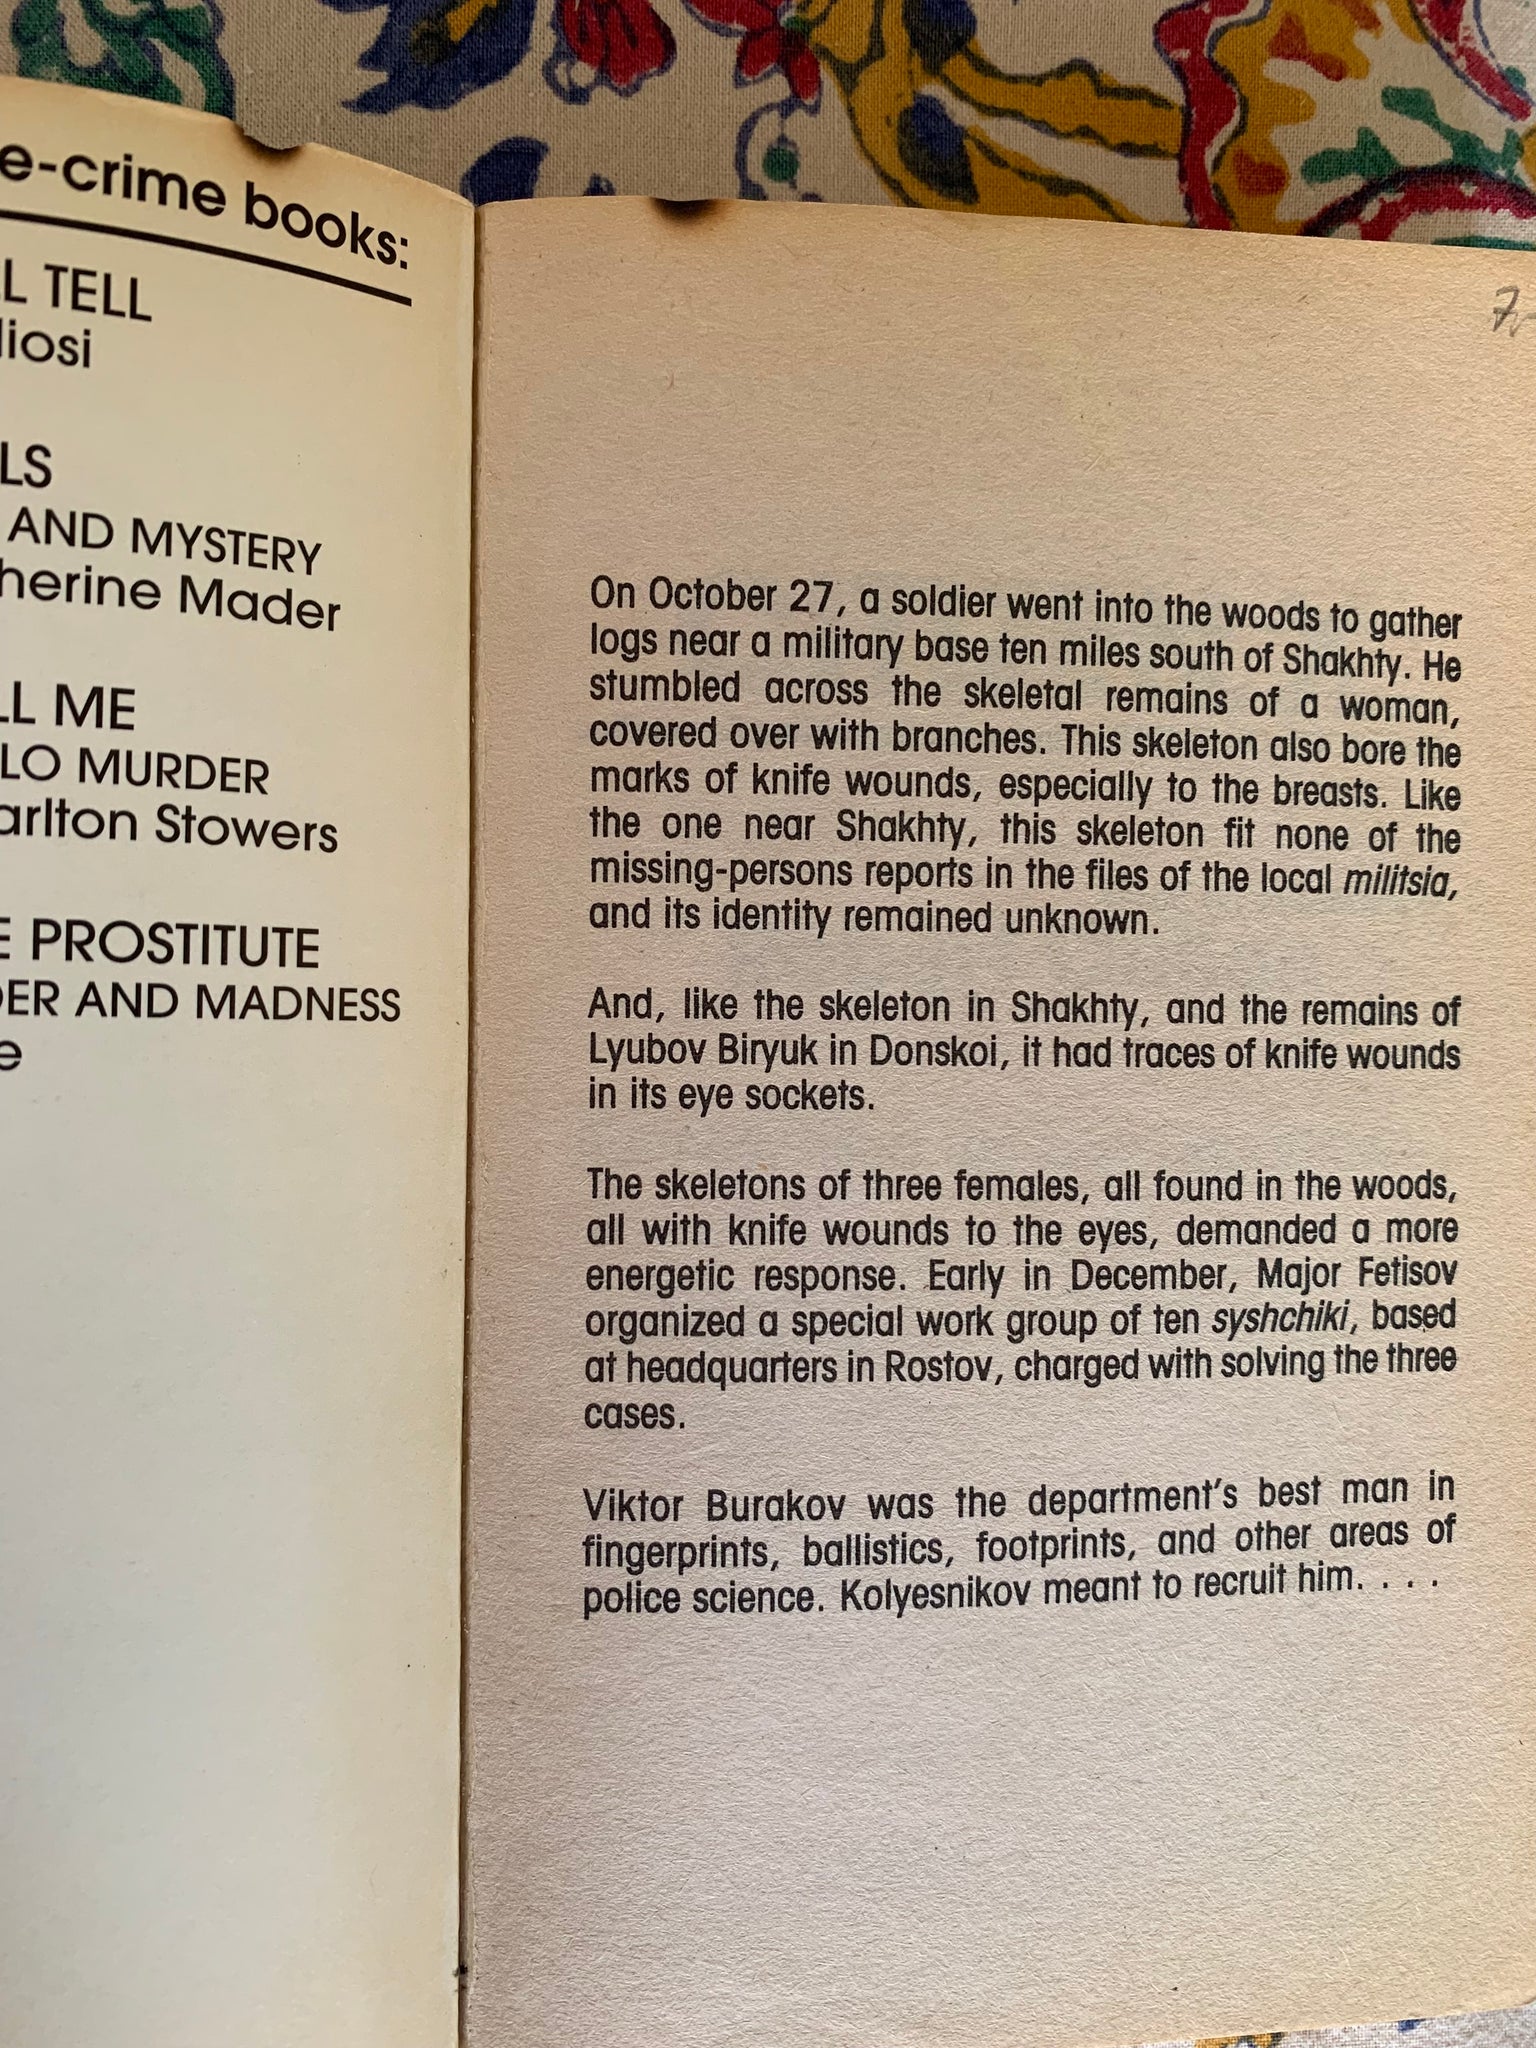 e-crime books:
L TELL
liosi
LS
AND MYSTERY
herine Mader
LL ME
LO MURDER
arlton Stowers
E PROSTITUTE
DER AND MADNESS
e
7
On October 27, a soldier went into the woods to gather
logs near a military base ten miles south of Shakhty. He
stumbled across the skeletal remains of a woman,
covered over with branches. This skeleton also bore the
marks of knife wounds, especially to the breasts. Like
the one near Shakhty, this skeleton fit none of the
missing-persons reports in the files of the local militsia,
and its identity remained unknown.
And, like the skeleton in Shakhty, and the remains of
Lyubov Biryuk in Donskoi, it had traces of knife wounds
in its eye sockets.
The skeletons of three females, all found in the woods,
all with knife wounds to the eyes, demanded a more
energetic response. Early in December, Major Fetisov
organized a special work group of ten syshchiki, based
at headquarters in Rostov, charged with solving the three
cases.
Viktor Burakov was the department's best man in
fingerprints, ballistics, footprints, and other areas of
police science. Kolyesnikov meant to recruit him. . . .